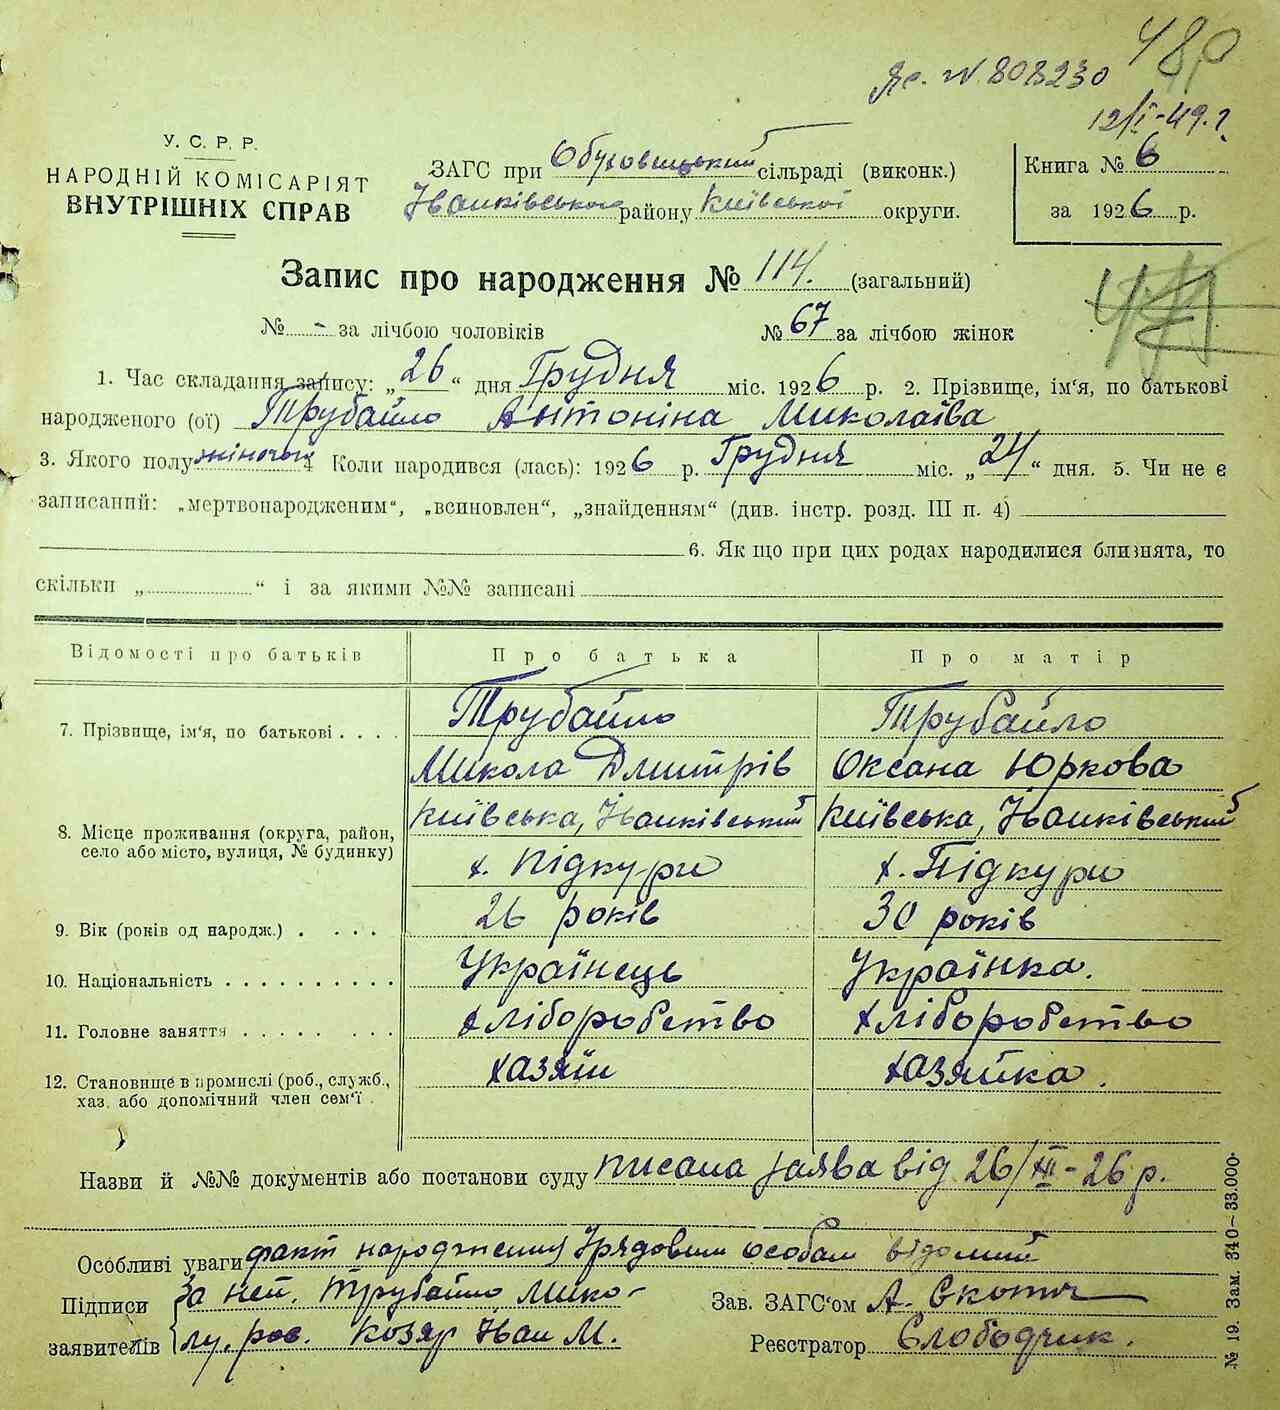 480
Яс. N 808230
12/I-49.г.
У. С. Р. Р.
НАРОДНІЙ КОМІСАРІЯТ
ВНУТРІШНІХ СПРАВ
ЗАГС при Обуховицькій сільраді (виконк.)
Іванківського району Київської округи.
Книга № 6
за 1926 р.
Запис про народження № 114. (загальний)
№ - за лічбою чоловіків № 67 за лічбою жінок
1. Час складання запису: „26“ дня Грудня міс. 1926 р. 2. Прізвище, ім'я, по батькові
народженого (ої) Трубайло Антоніна Миколаїва
3. Якого полу жіночого 4 Коли народився (лась): 1926 р. Грудня міс. „24“ дня. 5. Чи не є
записаний: „мертвонародженим“, „всиновлен“, „знайденням“ (див. інстр. розд. III п. 4)
6. Як що при цих родах народилися близнята, то
скільки „ “ і за якими №№ записані
Відомості про батьків Про батька Про матір
7. Прізвище, ім'я, по батькові . . . . Трубайло Трубайло
Микола Дмитрів Оксана Юркова
8. Місце проживання (округа, район, село або місто, вулиця, № будинку) Київська, Іванківський Київська, Іванківський
х. Підкури х. Підкури
9. Вік (років од народж.) . . . . 26 років 30 років
10. Національність . . . . . . . . . . Українець Українка.
11. Головне заняття . . . . . . . . . хліборобство хліборобство
12. Становище в промислі (роб., служб., хаз. або допомічний член сем'ї . хазяїн хазяйка.
Назви й №№ документів або постанови суду писана заява від 26/XII-26 р.
Особливі уваги факт народження Урядовим особам відомий
Підписи За неп. Трубайло Мико-
заявителів лу, роз. Козяр Іван М.
Зав. ЗАГС'ом А.
Реєстратор Слободчик.
№ 19. Зам. 340–33.000.